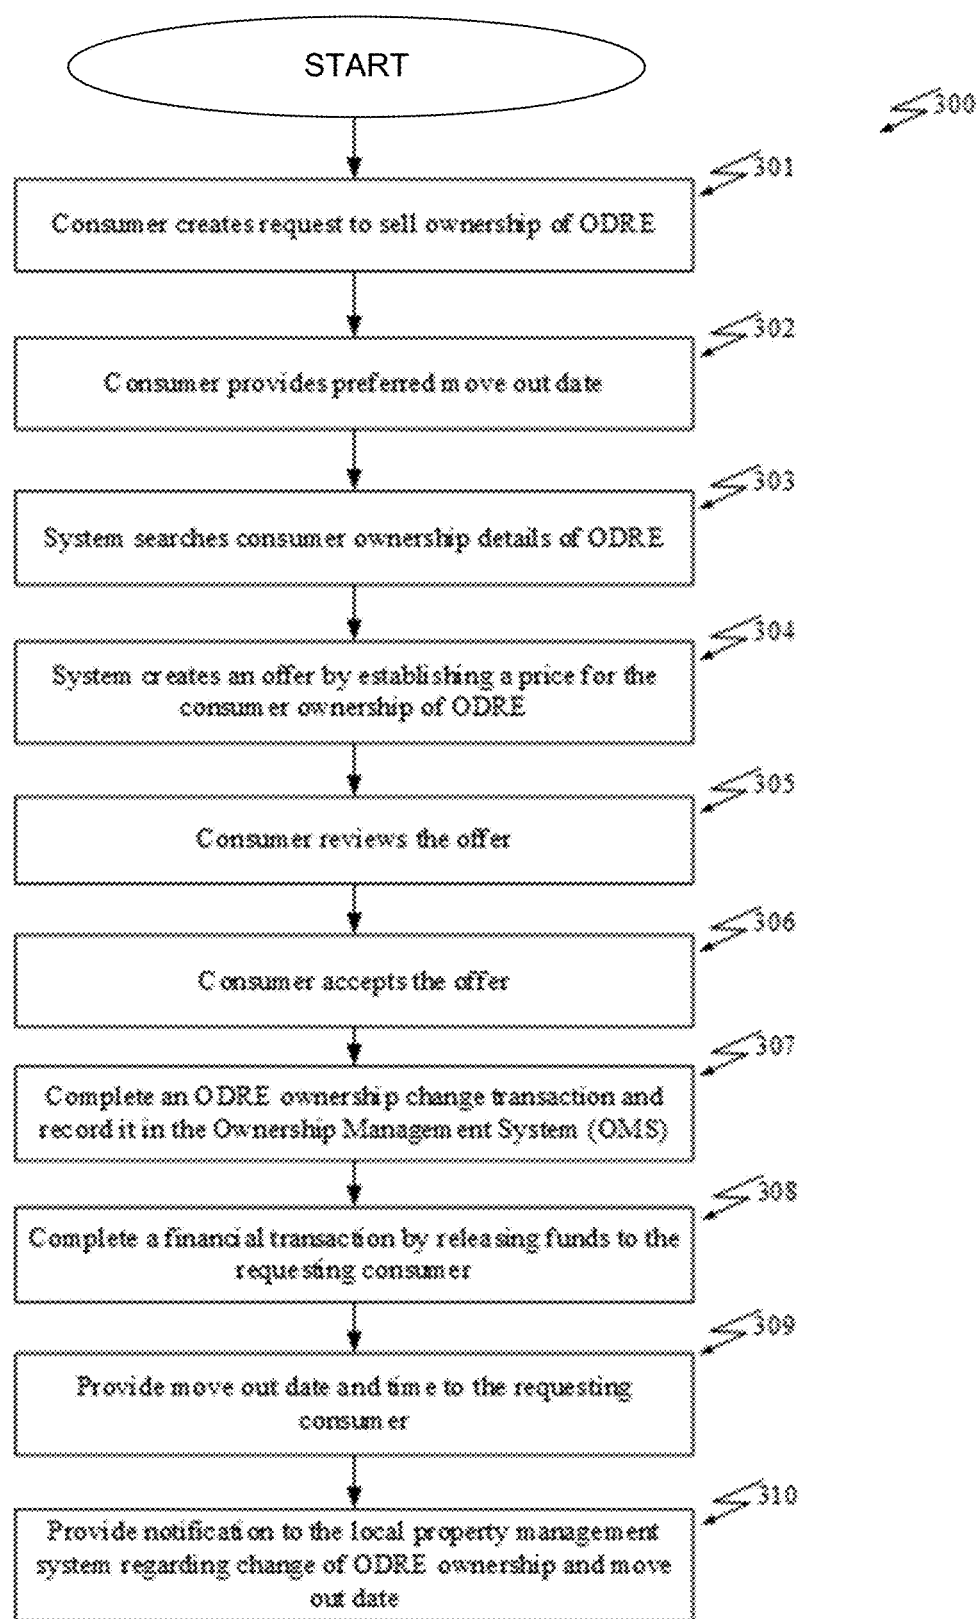 START
300
301
Consumer creates request to sell ownership of ODRE
302
Consumer provides preferred move out date
303
System searches consumer ownership details of ODRE
304
System creates an offer by establishing a price for the
consumer ownership of ODRE
305
Consumer reviews the offer
306
Consumer accepts the offer
307
Complete an ODRE ownership change transaction and
record it in the Ownership Management System (OMS)
308
Complete a financial transaction by releasing funds to the
requesting consumer
309
Provide move out date and time to the requesting
consumer
310
Provide notification to the local property management
system regarding change of ODRE ownership and move
out date